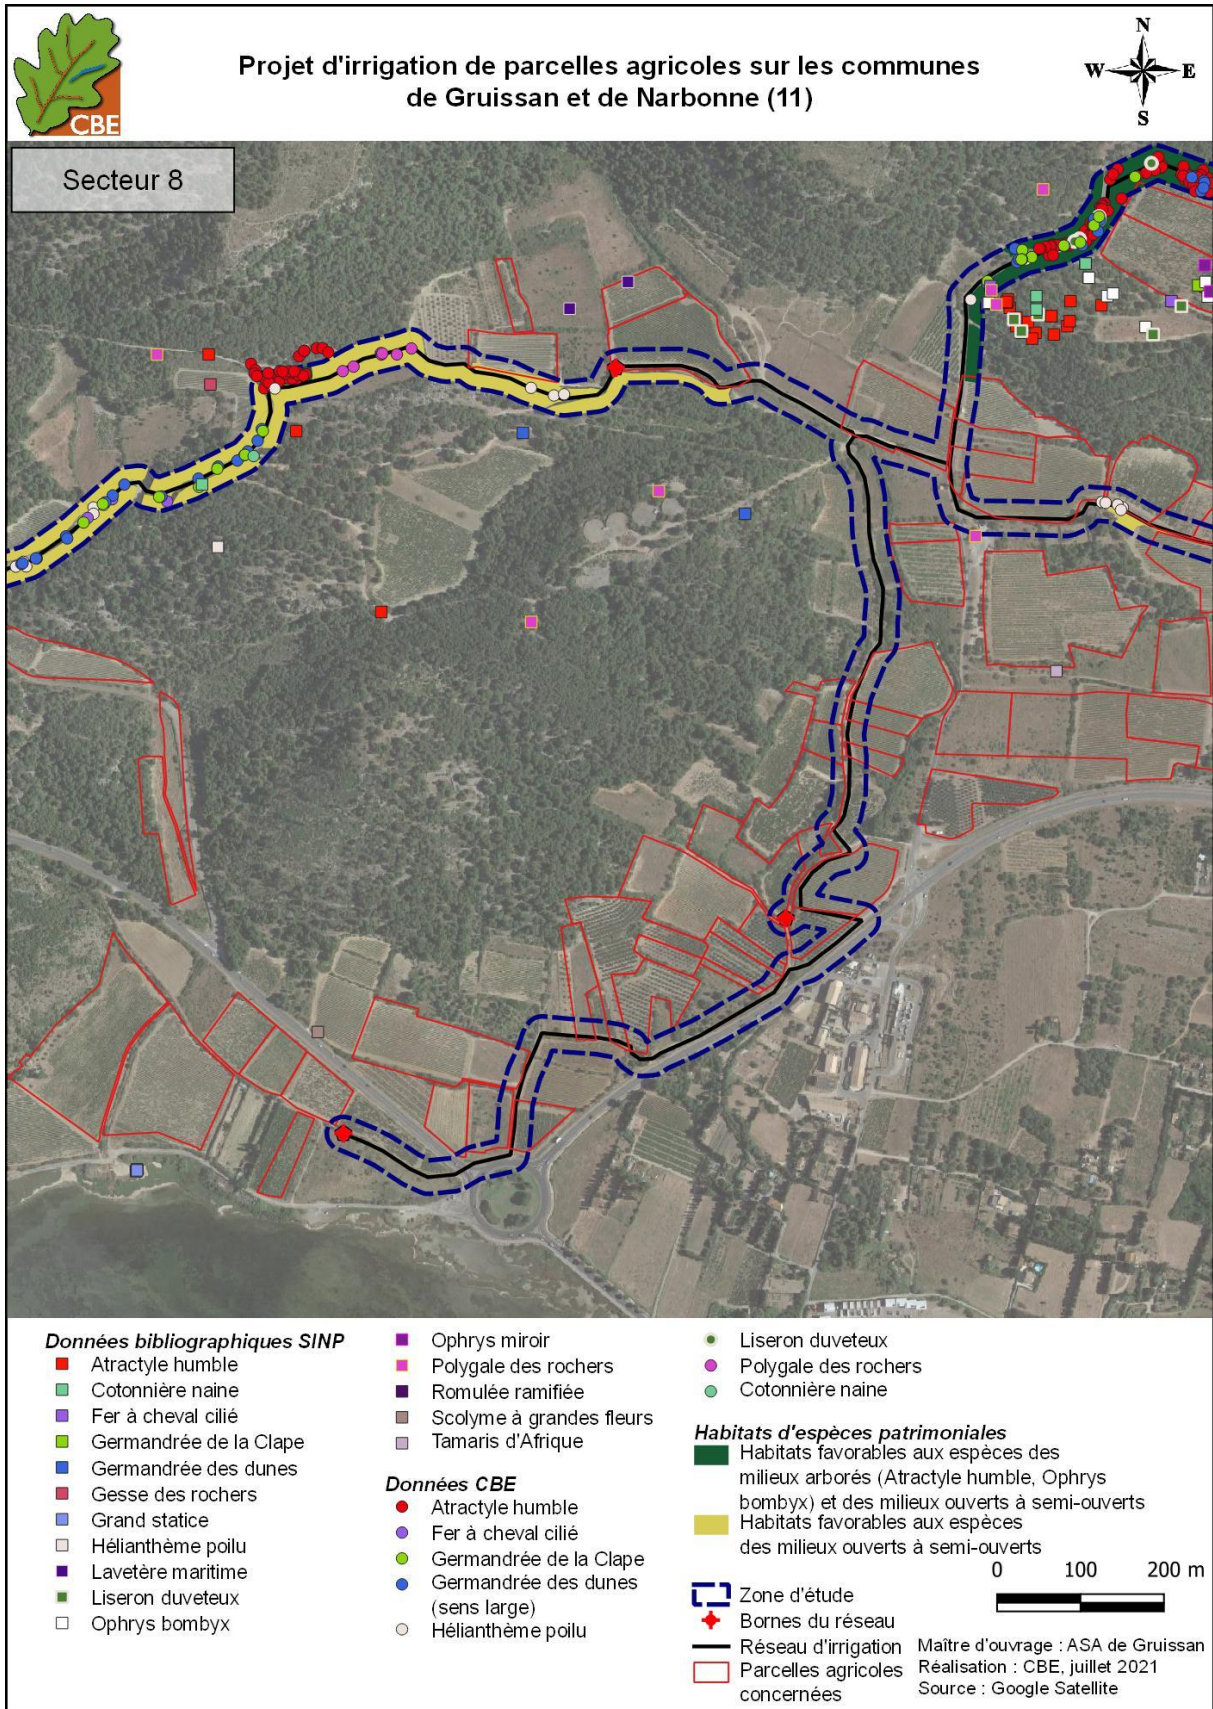 CBE
Projet d'irrigation de parcelles agricoles sur les communes
de Gruissan et de Narbonne (11)
N
W E
S
Secteur 8
Données bibliographiques SINP
Atractyle humble
Cotonnière naine
Fer à cheval cilié
Germandrée de la Clape
Germandrée des dunes
Gesse des rochers
Grand statice
Hélianthème poilu
Lavetère maritime
Liseron duveteux
Ophrys bombyx
Ophrys miroir
Polygale des rochers
Romulée ramifiée
Scolyme à grandes fleurs
Tamaris d'Afrique
Données CBE
Atractyle humble
Fer à cheval cilié
Germandrée de la Clape
Germandrée des dunes
(sens large)
Hélianthème poilu
Liseron duveteux
Polygale des rochers
Cotonnière naine
Habitats d'espèces patrimoniales
Habitats favorables aux espèces des
milieux arborés (Atractyle humble, Ophrys
bombyx) et des milieux ouverts à semi-ouverts
Habitats favorables aux espèces
des milieux ouverts à semi-ouverts
0 100 200 m
Zone d'étude
Bornes du réseau
Réseau d'irrigation
Parcelles agricoles
concernées
Maître d'ouvrage : ASA de Gruissan
Réalisation : CBE, juillet 2021
Source : Google Satellite